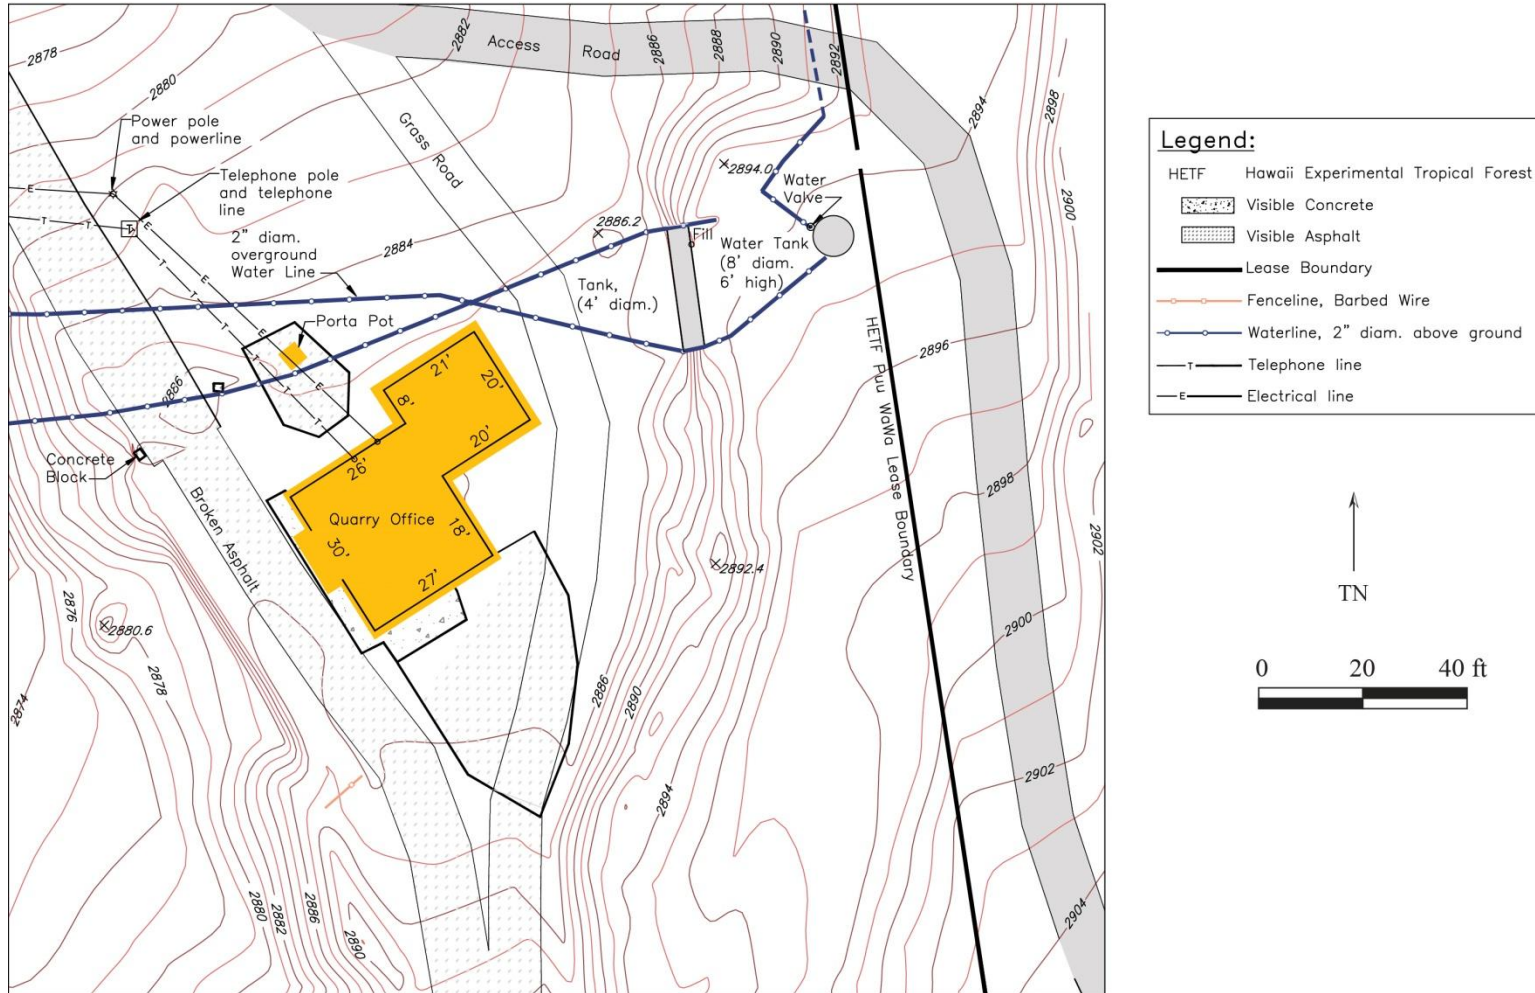 2878
2880
2882
Access Road
2886
2888
2890
2892
2894
2898
Power pole
and powerline
Grass Road
Telephone pole
and telephone
line
2" diam.
overground
Water Line
2884
2886.2
2894.0
Water
Valve
2900
E
T
T
E
T
E
T
E
T
T
E
T
Fill
Water Tank
(8' diam.
6' high)
Tank,
(4' diam.)
Porta Pot
2896
2886
21'
20'
8'
20'
26'
Concrete
Block
Broken Asphalt
Quarry Office
18'
30'
27'
HETF Puu WaWa Lease Boundary
2898
2902
2892.4
2876
2880.6
2878
2874
2900
2886
2890
2894
2902
2880
2882
2886
2890
2904
Legend:
HETF Hawaii Experimental Tropical Forest
Visible Concrete
Visible Asphalt
Lease Boundary
Fenceline, Barbed Wire
Waterline, 2" diam. above ground
T Telephone line
E Electrical line
TN
0 20 40 ft